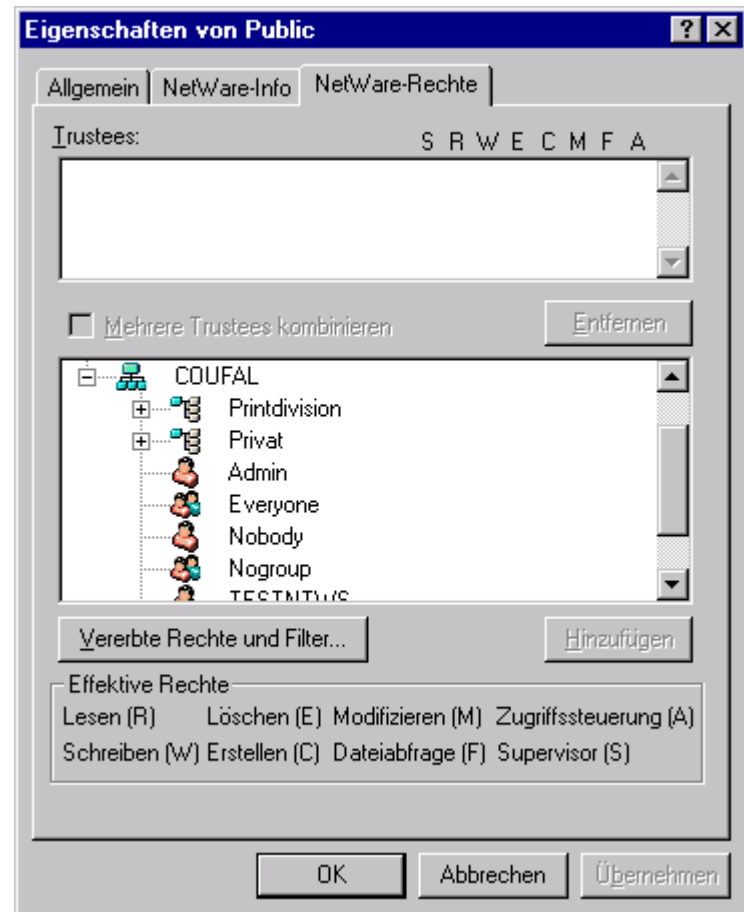 Eigenschaften von Public
Allgemein NetWare-Info NetWare-Rechte
Trustees: S R W E C M F A
Mehrere Trustees kombinieren Entfernen
COUFAL
Printdivision
Privat
Admin
Everyone
Nobody
Nogroup
TESTNTWS
Vererbte Rechte und Filter... Hinzufügen
Effektive Rechte
Lesen (R) Löschen (E) Modifizieren (M) Zugriffssteuerung (A)
Schreiben (W) Erstellen (C) Dateiabfrage (F) Supervisor (S)
OK Abbrechen Übernehmen